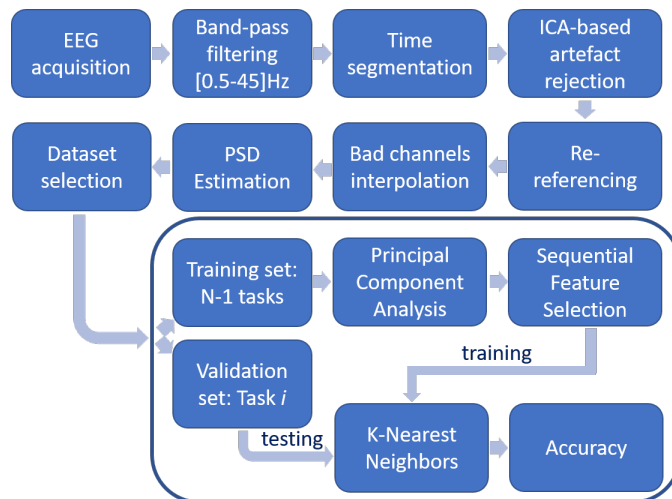 EEG
acquisition
Band-pass
filtering
[0.5-45]Hz
Time
segmentation
ICA-based
artefact
rejection
Dataset
selection
PSD
Estimation
Bad channels
interpolation
Re-
referencing
Training set:
N-1 tasks
Principal
Component
Analysis
Sequential
Feature
Selection
training
Validation
set: Task i
testing
K-Nearest
Neighbors
Accuracy